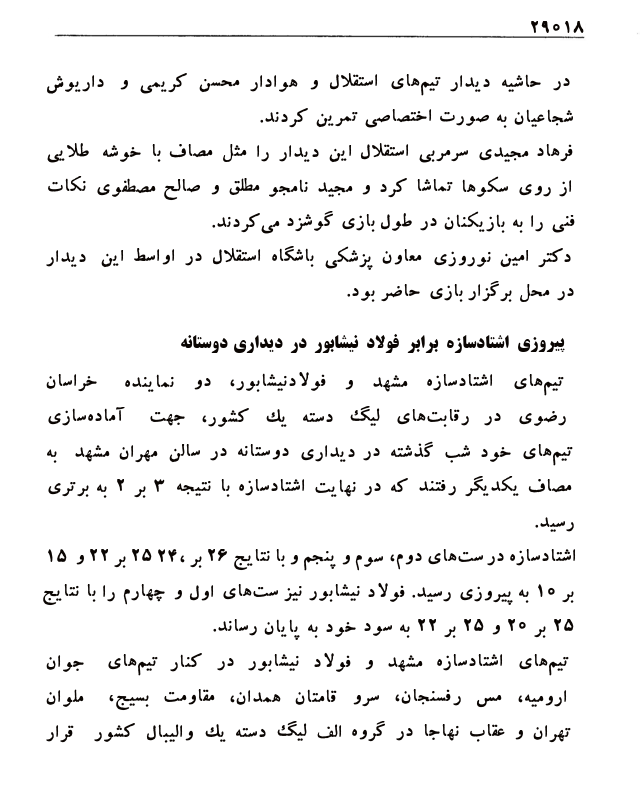 ۲۹۰۱۸
در حاشیه دیدار تیم‌های استقلال و هوادار محسن کریمی و داریوش
شجاعیان به صورت اختصاصی تمرین کردند.
فرهاد مجیدی سرمربی استقلال این دیدار را مثل مصاف با خوشه طلایی
از روی سکوها تماشا کرد و مجید نامجو مطلق و صالح مصطفوی نکات
فنی را به بازیکنان در طول بازی گوشزد می‌کردند.
دکتر امین نوروزی معاون پزشکی باشگاه استقلال در اواسط این دیدار
در محل برگزار بازی حاضر بود.
پیروزی اشتادسازه برابر فولاد نیشابور در دیداری دوستانه
تیم‌های اشتادسازه مشهد و فولادنیشابور، دو نماینده خراسان
رضوی در رقابت‌های لیگ دسته یك کشور، جهت آماده‌سازی
تیم‌های خود شب گذشته در دیداری دوستانه در سالن مهران مشهد به
مصاف یکدیگر رفتند که در نهایت اشتادسازه با نتیجه ۳ بر ۲ به برتری
رسید.
اشتادسازه در ست‌های دوم، سوم و پنجم و با نتایج ۲۶ بر ،۲۴ ۲۵ بر ۲۲ و ۱۵
بر ۱۰ به پیروزی رسید. فولاد نیشابور نیز ست‌های اول و چهارم را با نتایج
۲۵ بر ۲۰ و ۲۵ بر ۲۲ به سود خود به پایان رساند.
تیم‌های اشتادسازه مشهد و فولاد نیشابور در کنار تیم‌های جوان
ارومیه، مس رفسنجان، سرو قامتان همدان، مقاومت بسیج، ملوان
تهران و عقاب نهاجا در گروه الف لیگ دسته یك والیبال کشور قرار